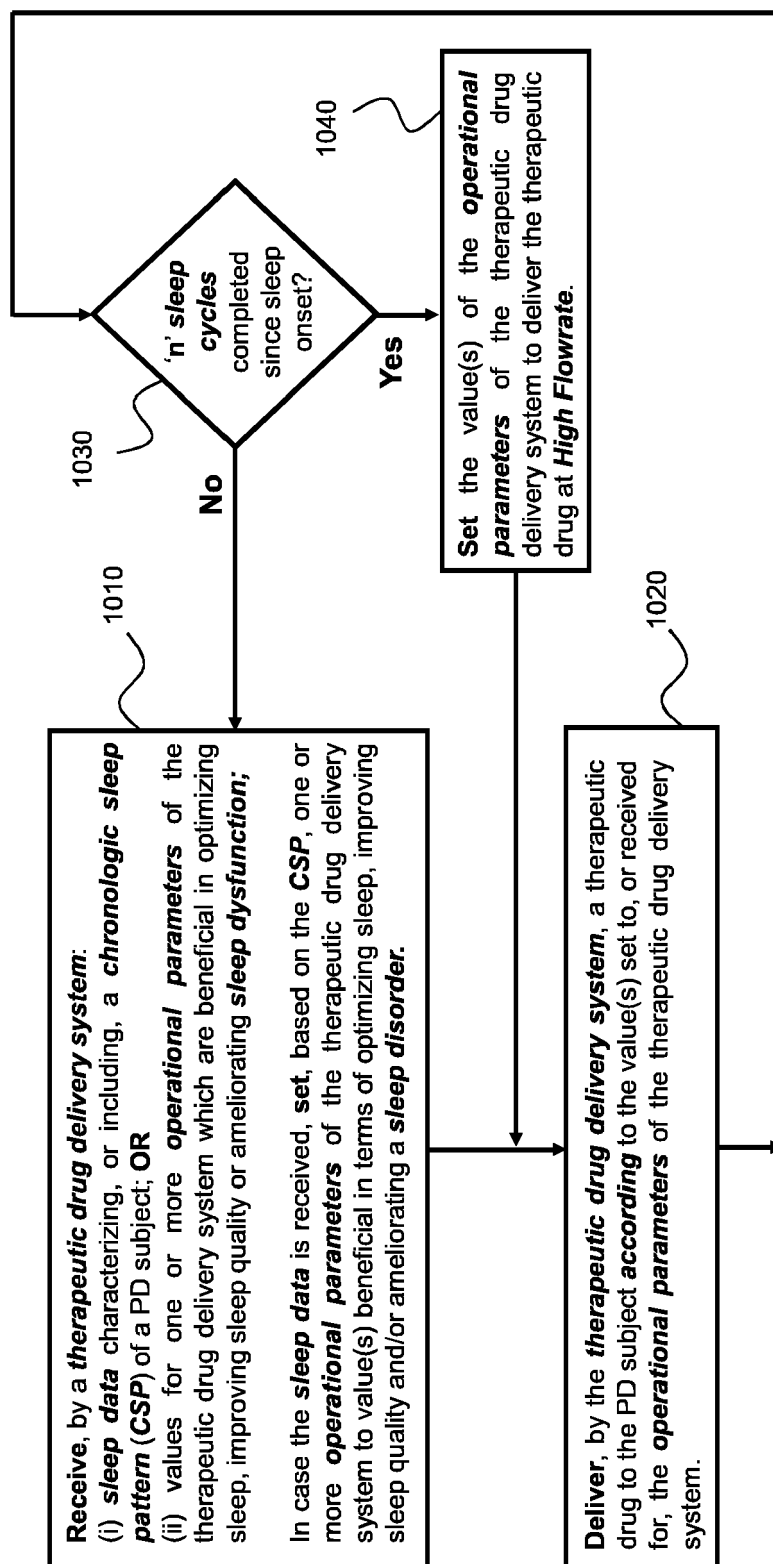 1010
Receive, by a therapeutic drug delivery system:
(i) sleep data characterizing, or including, a chronologic sleep
pattern (CSP) of a PD subject; OR
(ii) values for one or more operational parameters of the
therapeutic drug delivery system which are beneficial in optimizing
sleep, improving sleep quality or ameliorating sleep dysfunction;
In case the sleep data is received, set, based on the CSP, one or
more operational parameters of the therapeutic drug delivery
system to value(s) beneficial in terms of optimizing sleep, improving
sleep quality and/or ameliorating a sleep disorder.
1030
‘n’ sleep
cycles
completed
since sleep
onset?
No
Yes
1040
Set the value(s) of the operational
parameters of the therapeutic drug
delivery system to deliver the therapeutic
drug at High Flowrate.
1020
Deliver, by the therapeutic drug delivery system, a therapeutic
drug to the PD subject according to the value(s) set to, or received
for, the operational parameters of the therapeutic drug delivery
system.